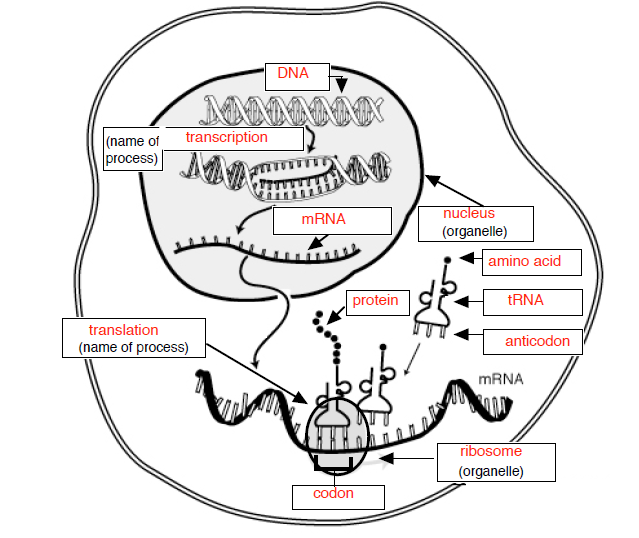 DNA
(name of
process)
transcription
mRNA
nucleus
(organelle)
amino acid
protein
tRNA
translation
(name of process)
anticodon
mRNA
ribosome
(organelle)
codon